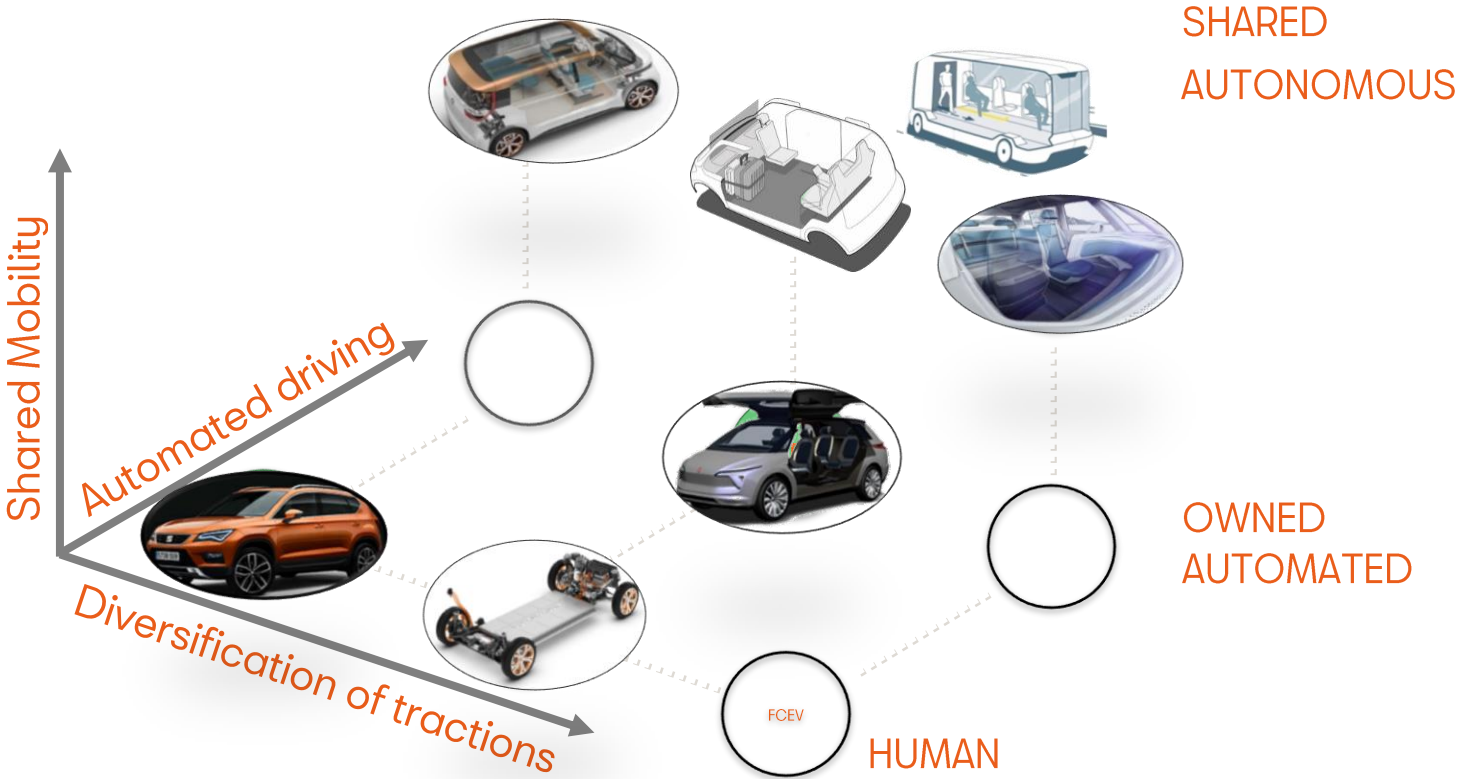 SHARED
AUTONOMOUS
Shared Mobility
Automated driving
Diversification of tractions
OWNED
AUTOMATED
FCEV
HUMAN